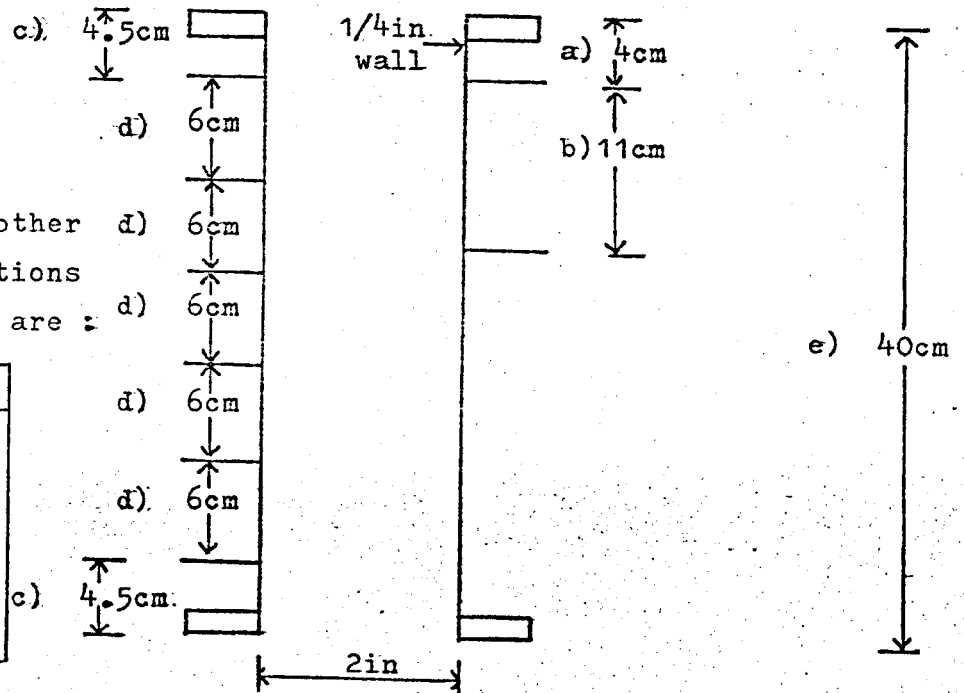 c) 4.5cm
1/4in.
wall
a) 4cm
d) 6cm
b) 11cm
other d) 6cm
tions
are : d) 6cm
e) 40cm
d) 6cm
d) 6cm
c) 4.5cm.
2in